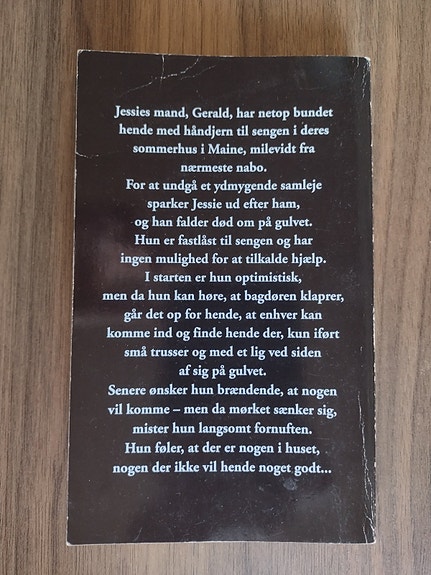 Jessies mand, Gerald, har netop bundet
hende med håndjern til sengen i deres
sommerhus i Maine, milevidt fra
nærmeste nabo.
For at undgå et ydmygende samleje
sparker Jessie ud efter ham,
og han falder død om på gulvet.
Hun er fastlåst til sengen og har
ingen mulighed for at tilkalde hjælp.
I starten er hun optimistisk,
men da hun kan høre, at bagdøren klaprer,
går det op for hende, at enhver kan
komme ind og finde hende der, kun iført
små trusser og med et lig ved siden
af sig på gulvet.
Senere ønsker hun brændende, at nogen
vil komme – men da mørket sænker sig,
mister hun langsomt fornuften.
Hun føler, at der er nogen i huset,
nogen der ikke vil hende noget godt...